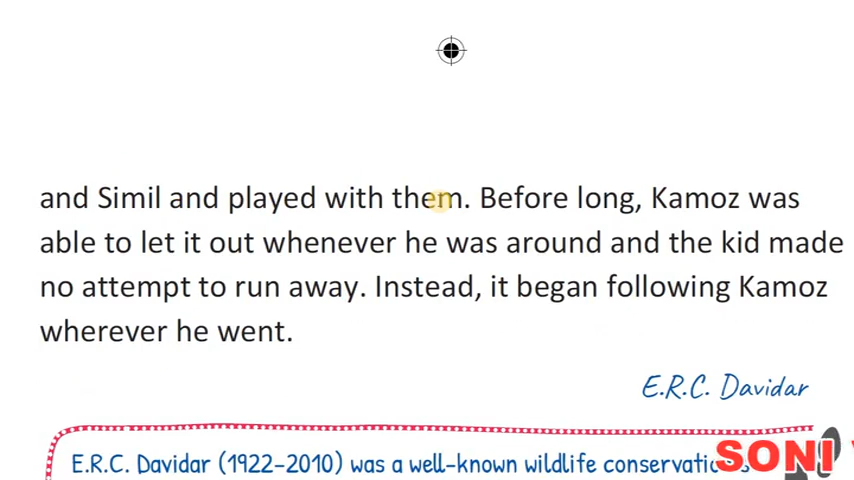 and Simil and played with them. Before long, Kamoz was
able to let it out whenever he was around and the kid made
no attempt to run away. Instead, it began following Kamoz
wherever he went.
E.R.C. Davidar
E.R.C. Davidar (1922-2010) was a well-known wildlife
SONI